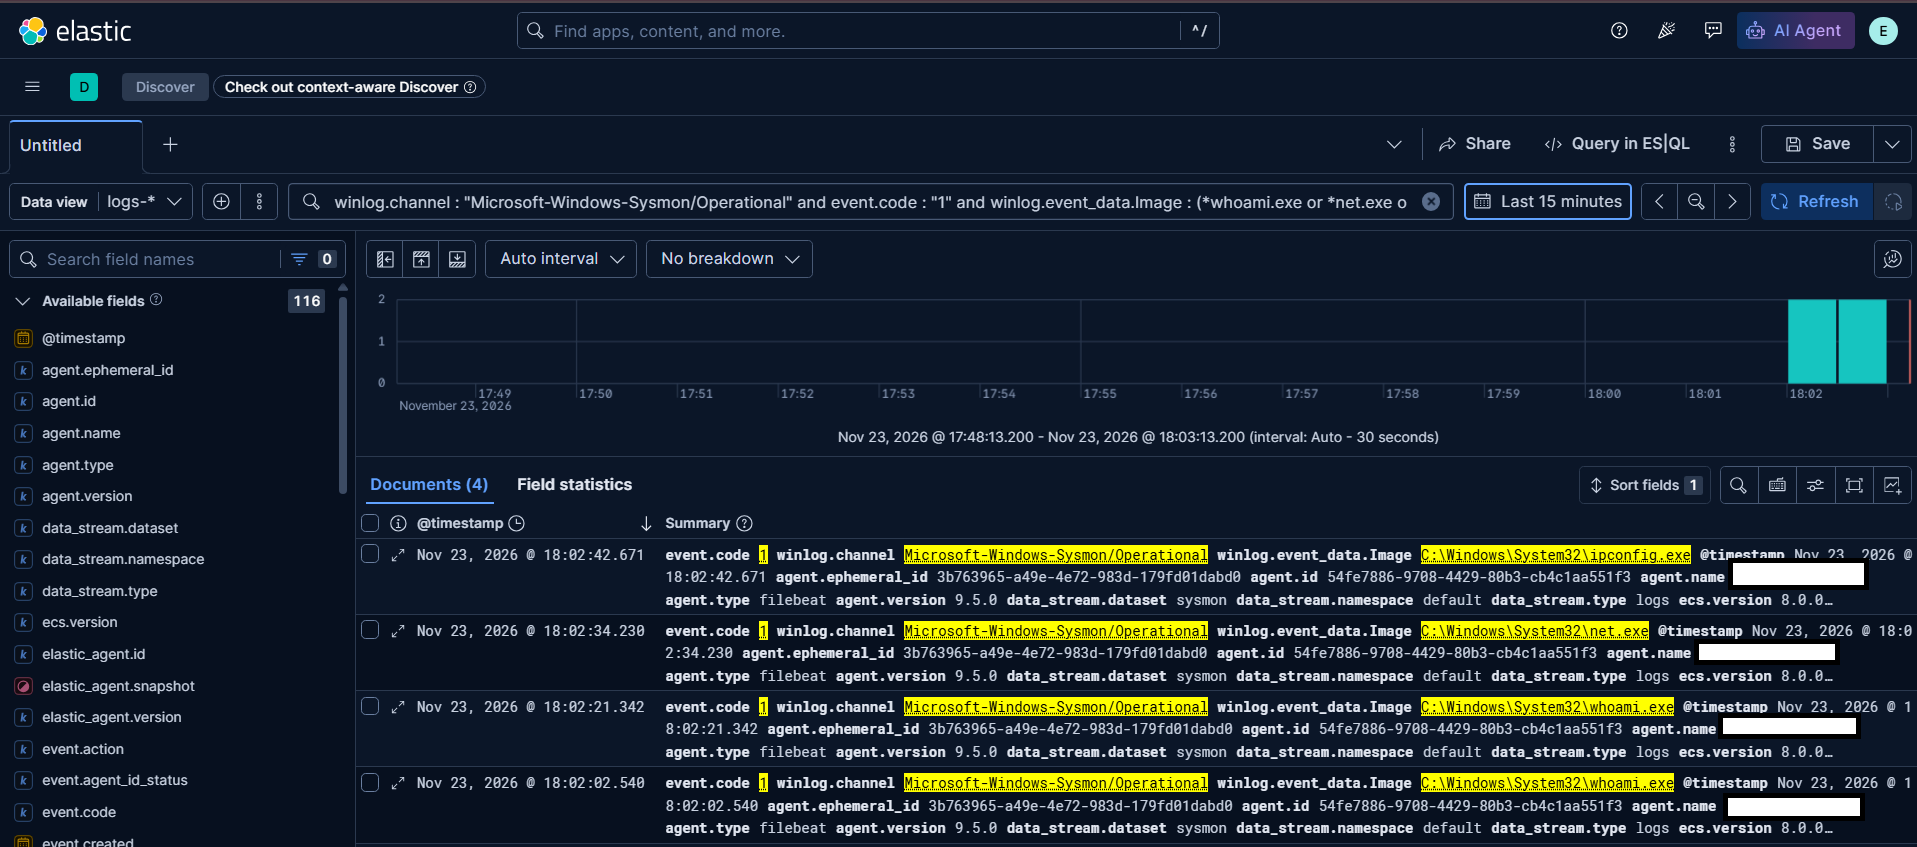 elastic
Find apps, content, and more.
^/
AI Agent
E
D
Discover
Check out context-aware Discover
Untitled
Share
</> Query in ES|QL
Save
Data view
logs-*
winlog.channel : "Microsoft-Windows-Sysmon/Operational" and event.code : "1" and winlog.event_data.Image : (*whoami.exe or *net.exe o
Last 15 minutes
Refresh
Search field names
0
Auto interval
No breakdown
Available fields
116
@timestamp
k agent.ephemeral_id
k agent.id
k agent.name
k agent.type
k agent.version
k data_stream.dataset
k data_stream.namespace
k data_stream.type
k ecs.version
k elastic_agent.id
elastic_agent.snapshot
k elastic_agent.version
k event.action
k event.agent_id_status
k event.code
event.created
2
1
0
17:49 17:50 17:51 17:52 17:53 17:54 17:55 17:56 17:57 17:58 17:59 18:00 18:01 18:02
November 23, 2026
Nov 23, 2026 @ 17:48:13.200 - Nov 23, 2026 @ 18:03:13.200 (interval: Auto - 30 seconds)
Documents (4)
Field statistics
Sort fields 1
@timestamp
Summary
Nov 23, 2026 @ 18:02:42.671
event.code 1 winlog.channel Microsoft-Windows-Sysmon/Operational winlog.event_data.Image C:\Windows\System32\ipconfig.exe @timestamp Nov 23, 2026 @
18:02:42.671 agent.ephemeral_id 3b763965-a49e-4e72-983d-179fd01dabd0 agent.id 54fe7886-9708-4429-80b3-cb4c1aa551f3 agent.name
agent.type filebeat agent.version 9.5.0 data_stream.dataset sysmon data_stream.namespace default data_stream.type logs ecs.version 8.0.0…
Nov 23, 2026 @ 18:02:34.230
event.code 1 winlog.channel Microsoft-Windows-Sysmon/Operational winlog.event_data.Image C:\Windows\System32\net.exe @timestamp Nov 23, 2026 @ 18:0
2:34.230 agent.ephemeral_id 3b763965-a49e-4e72-983d-179fd01dabd0 agent.id 54fe7886-9708-4429-80b3-cb4c1aa551f3 agent.name
agent.type filebeat agent.version 9.5.0 data_stream.dataset sysmon data_stream.namespace default data_stream.type logs ecs.version 8.0.0…
Nov 23, 2026 @ 18:02:21.342
event.code 1 winlog.channel Microsoft-Windows-Sysmon/Operational winlog.event_data.Image C:\Windows\System32\whoami.exe @timestamp Nov 23, 2026 @ 1
8:02:21.342 agent.ephemeral_id 3b763965-a49e-4e72-983d-179fd01dabd0 agent.id 54fe7886-9708-4429-80b3-cb4c1aa551f3 agent.name
agent.type filebeat agent.version 9.5.0 data_stream.dataset sysmon data_stream.namespace default data_stream.type logs ecs.version 8.0.0…
Nov 23, 2026 @ 18:02:02.540
event.code 1 winlog.channel Microsoft-Windows-Sysmon/Operational winlog.event_data.Image C:\Windows\System32\whoami.exe @timestamp Nov 23, 2026 @ 1
8:02:02.540 agent.ephemeral_id 3b763965-a49e-4e72-983d-179fd01dabd0 agent.id 54fe7886-9708-4429-80b3-cb4c1aa551f3 agent.name
agent.type filebeat agent.version 9.5.0 data_stream.dataset sysmon data_stream.namespace default data_stream.type logs ecs.version 8.0.0…